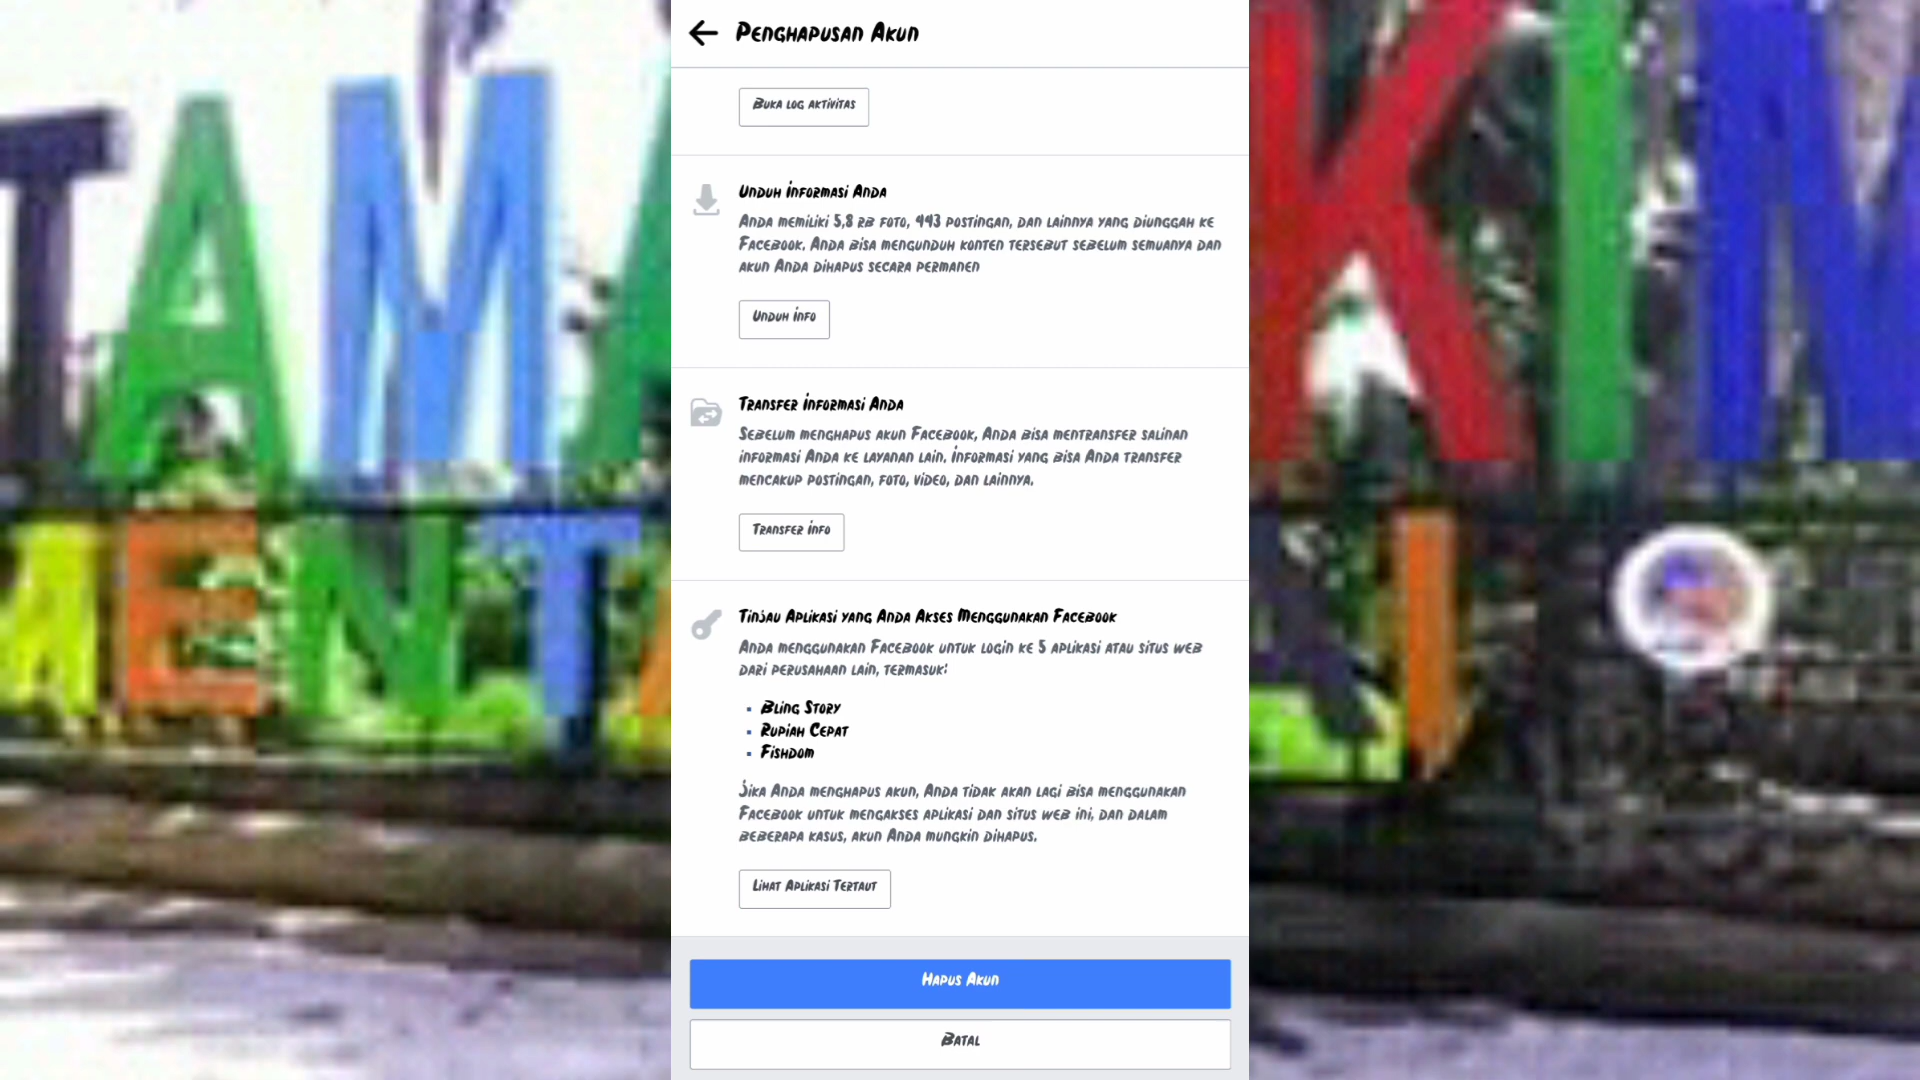 Penghapusan Akun
Buka log aktivitas
Unduh Informasi Anda
Anda memiliki 5,8 rb foto, 443 postingan, dan lainnya yang diunggah ke
Facebook. Anda bisa mengunduh konten tersebut sebelum semuanya dan
akun Anda dihapus secara permanen
Unduh Info
Transfer Informasi Anda
Sebelum menghapus akun Facebook, Anda bisa mentransfer salinan
informasi Anda ke layanan lain. Informasi yang bisa Anda transfer
mencakup postingan, foto, video, dan lainnya.
Transfer Info
Tinjau Aplikasi yang Anda Akses Menggunakan Facebook
Anda menggunakan Facebook untuk login ke 5 aplikasi atau situs web
dari perusahaan lain, termasuk:
Bling Story
Rupiah Cepat
Fishdom
Jika Anda menghapus akun, Anda tidak akan lagi bisa menggunakan
Facebook untuk mengakses aplikasi dan situs web ini, dan dalam
beberapa kasus, akun Anda mungkin dihapus.
Lihat Aplikasi Tertaut
Hapus Akun
Batal